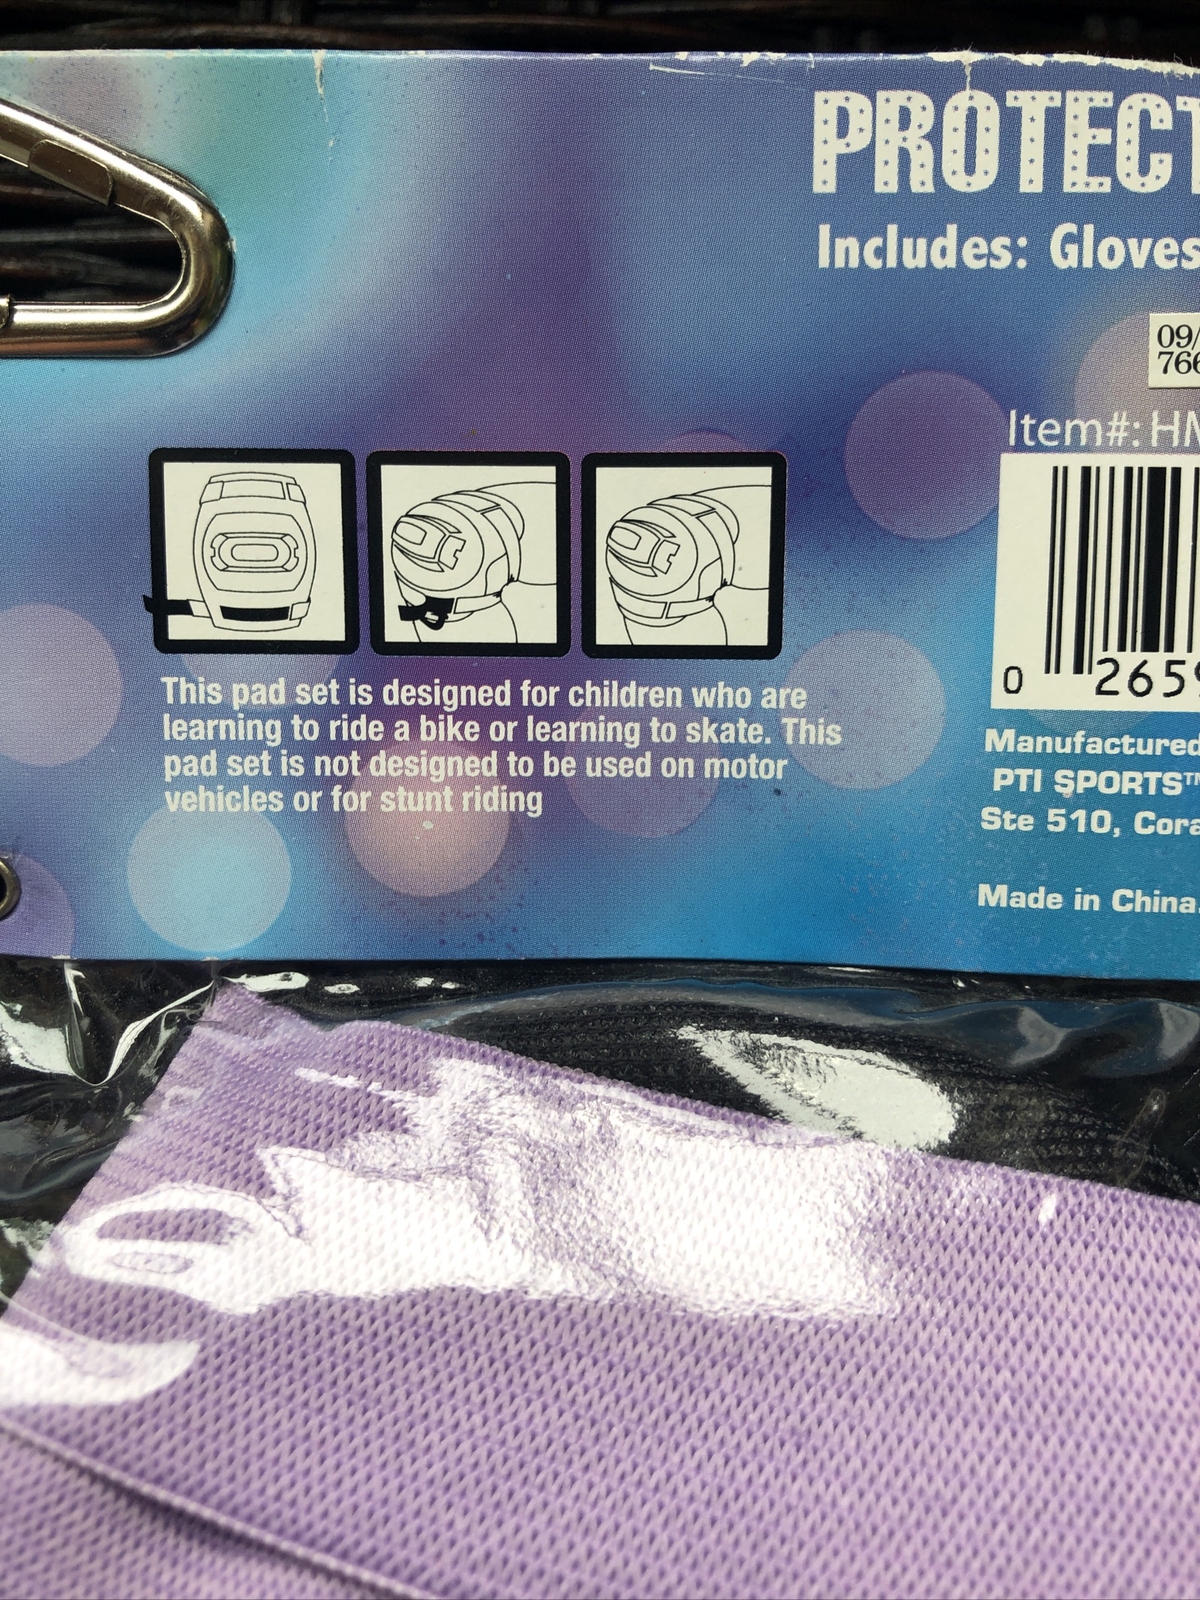 PROTECT
Includes: Gloves
09/
766
Item#: HM
0 2659
This pad set is designed for children who are
learning to ride a bike or learning to skate. This
pad set is not designed to be used on motor
vehicles or for stunt riding
Manufactured
PTI SPORTS™
Ste 510, Cora
Made in China.